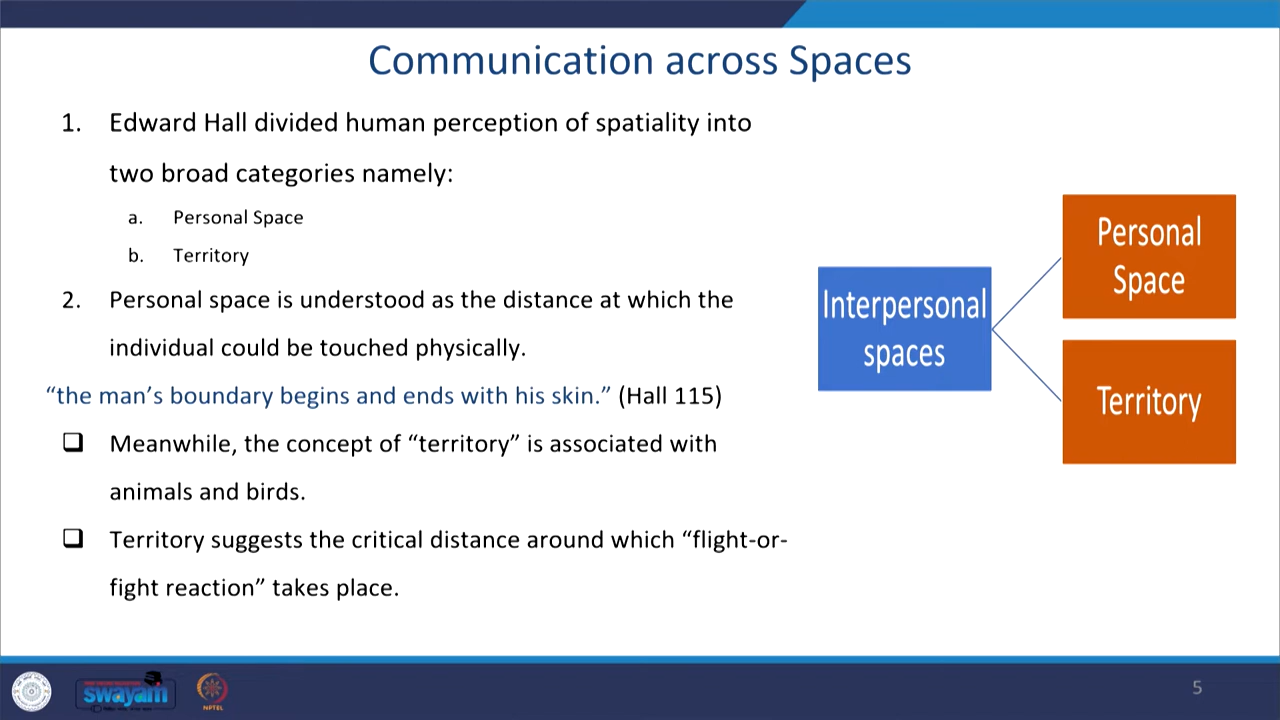 Communication across Spaces
1. Edward Hall divided human perception of spatiality into
two broad categories namely:
a. Personal Space
b. Territory
2. Personal space is understood as the distance at which the
individual could be touched physically.
“the man’s boundary begins and ends with his skin.” (Hall 115)
Meanwhile, the concept of “territory” is associated with
animals and birds.
Territory suggests the critical distance around which “flight-or-
fight reaction” takes place.
Interpersonal
spaces
Personal
Space
Territory
swayam
NPTEL
5